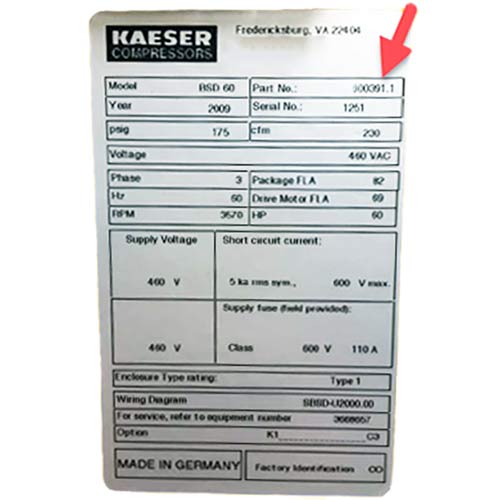 KAESER
COMPRESSORS
Fredericksburg, VA 22404
Model BSD 60 Part No.: 900391.1
Year 2009 Serial No.: 1251
psig 175 cfm 230
Voltage 460 VAC
Phase 3 Package FLA 82
Hz 60 Drive Motor FLA 69
RPM 3570 HP 60
Supply Voltage Short circuit current:
460 V 5 ka rms sym., 600 V max.
Supply fuse (field provided):
460 V Class 600 V 110 A
Enclosure Type rating: Type 1
Wiring Diagram SBSD-U2000.00
For service, refer to equipment number
Option K1_______C3
MADE IN GERMANY Factory Identification OO